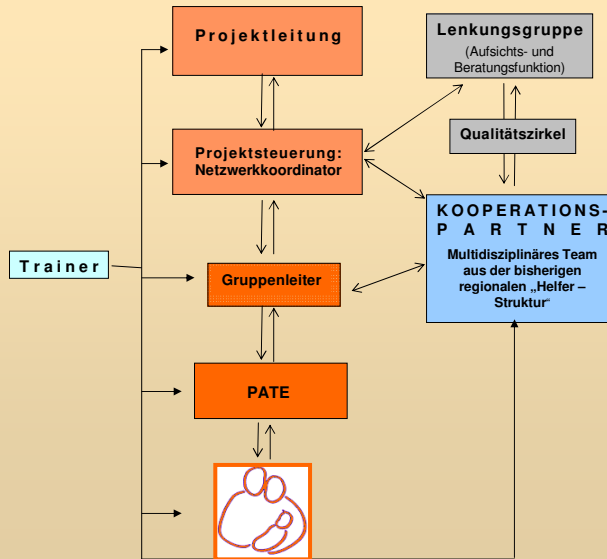 Projektleitung
Lenkungsgruppe
(Aufsichts- und
Beratungsfunktion)
Qualitätszirkel
Projektsteuerung:
Netzwerkkoordinator
KOOPERATIONS-
PARTNER
Multidisziplinäres Team
aus der bisherigen
regionalen „Helfer –
Struktur“
Trainer
Gruppenleiter
PATE